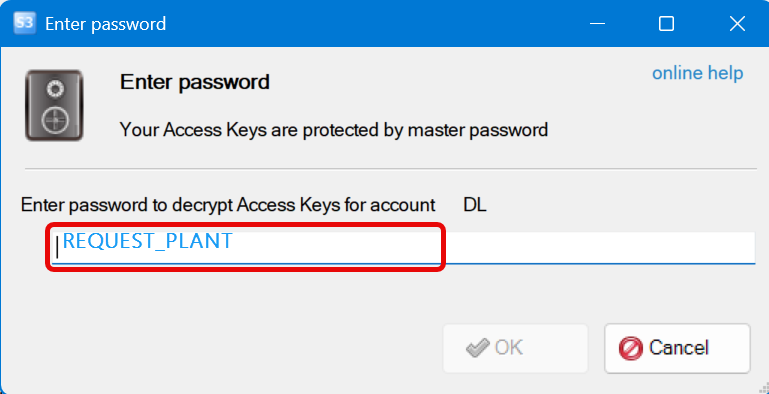 S3 Enter password
Enter password
online help
Your Access Keys are protected by master password
Enter password to decrypt Access Keys for account DL
REQUEST_PLANT
OK
Cancel